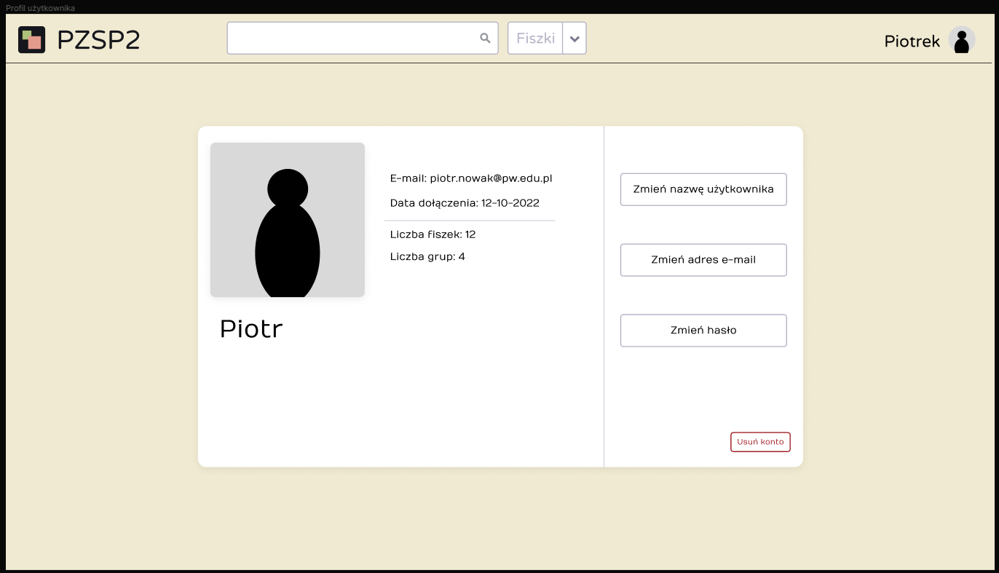 Profil użytkownika
PZSP2
Fiszki
Piotrek
E-mail: piotr.nowak@pw.edu.pl
Data dołączenia: 12-10-2022
Liczba fiszek: 12
Liczba grup: 4
Piotr
Zmień nazwę użytkownika
Zmień adres e-mail
Zmień hasło
Usuń konto